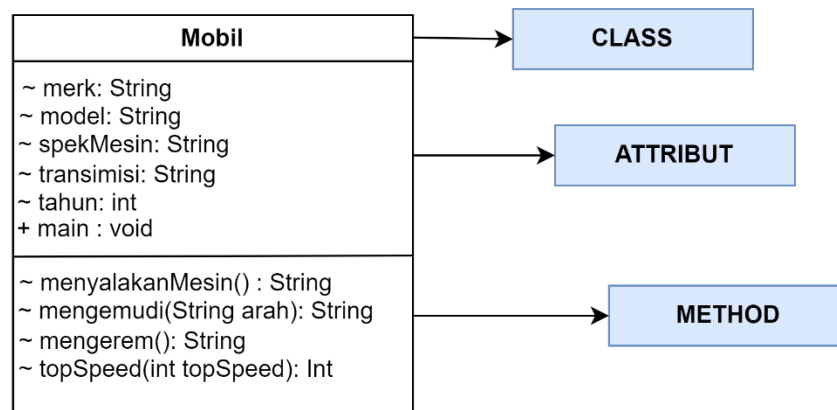 Mobil
~ merk: String
~ model: String
~ spekMesin: String
~ transimisi: String
~ tahun: int
+ main : void
~ menyalakanMesin() : String
~ mengemudi(String arah): String
~ mengerem(): String
~ topSpeed(int topSpeed): Int
CLASS
ATTRIBUT
METHOD